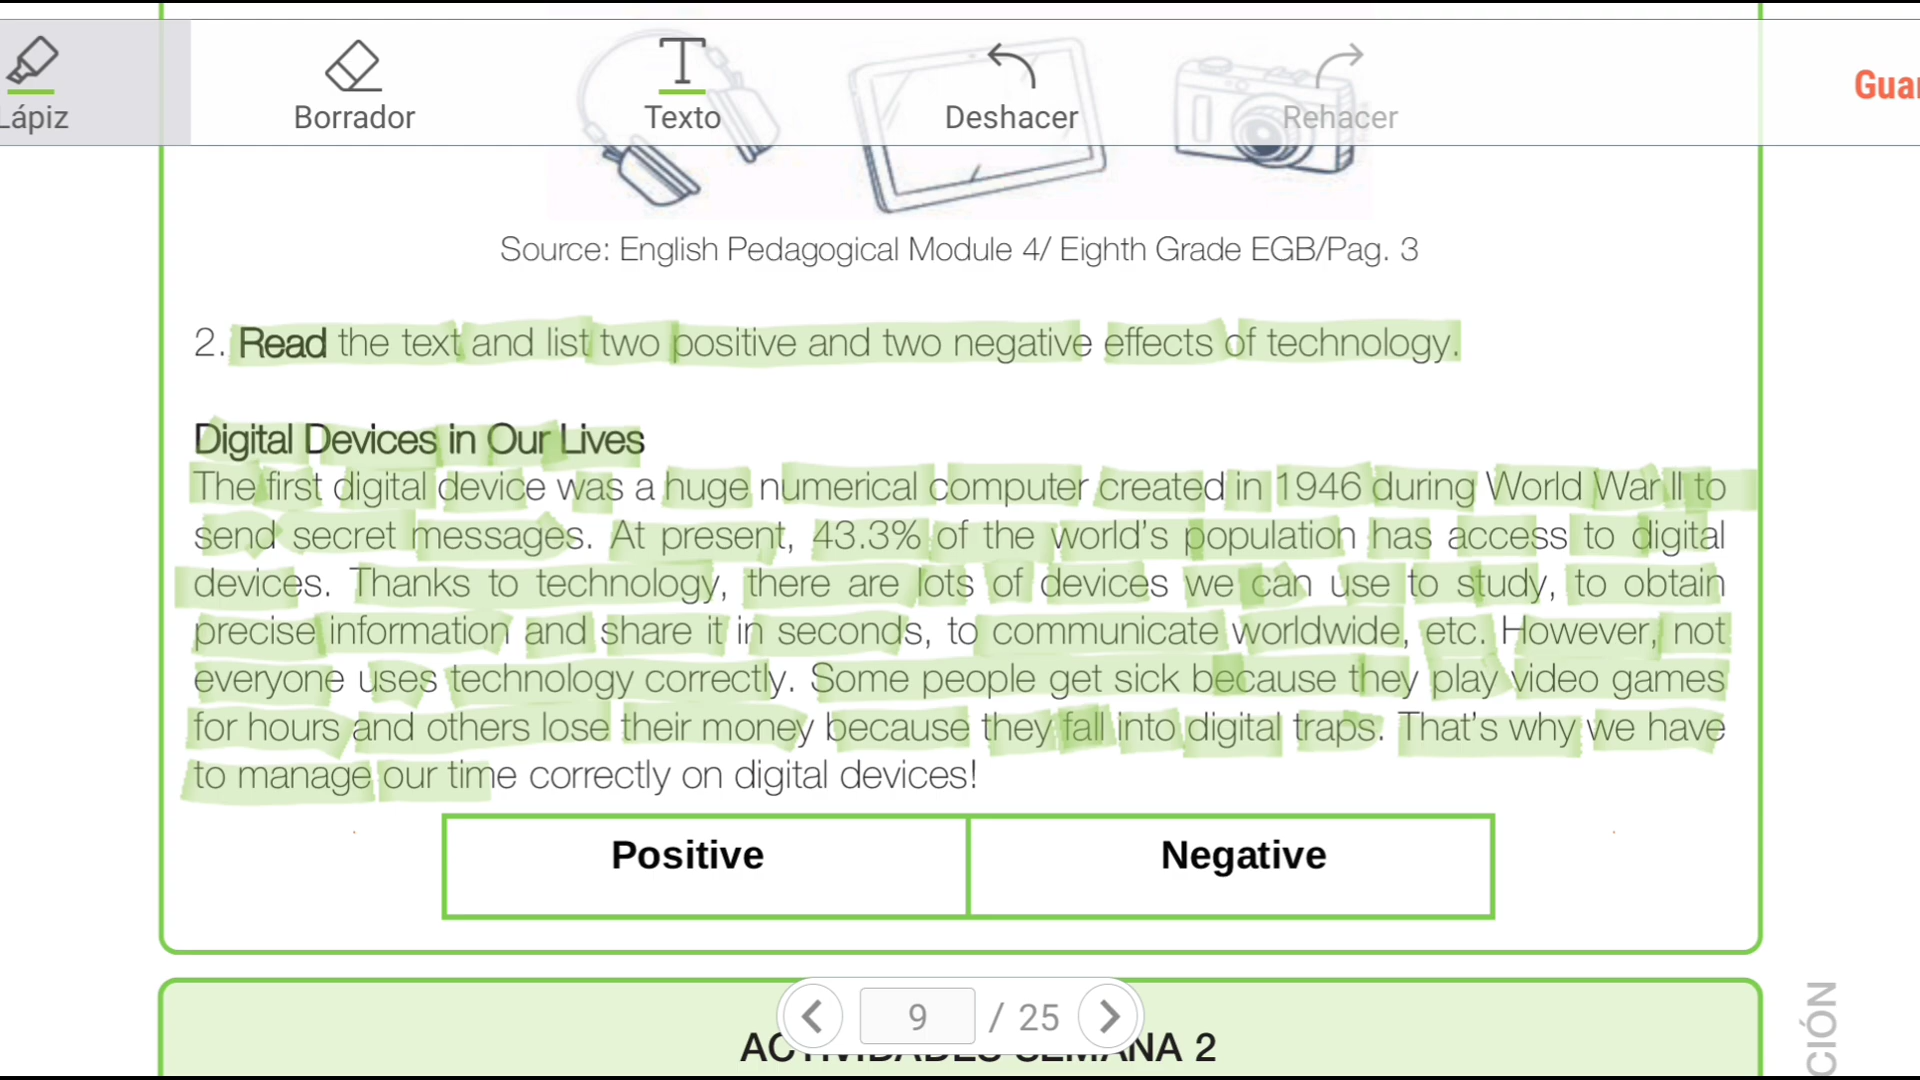 Lápiz
Borrador
Texto
Deshacer
Rehacer
Source: English Pedagogical Module 4/ Eighth Grade EGB/Pag. 3
2. Read the text and list two positive and two negative effects of technology.
Digital Devices in Our Lives
The first digital device was a huge numerical computer created in 1946 during World War II to
send secret messages. At present, 43.3% of the world's population has access to digital
devices. Thanks to technology, there are lots of devices we can use to study, to obtain
precise information and share it in seconds, to communicate worldwide, etc. However, not
everyone uses technology correctly. Some people get sick because they play video games
for hours and others lose their money because they fall into digital traps. That's why we have
to manage our time correctly on digital devices!
Positive
Negative
9 / 25
ACTIVIDADES SEMANA 2